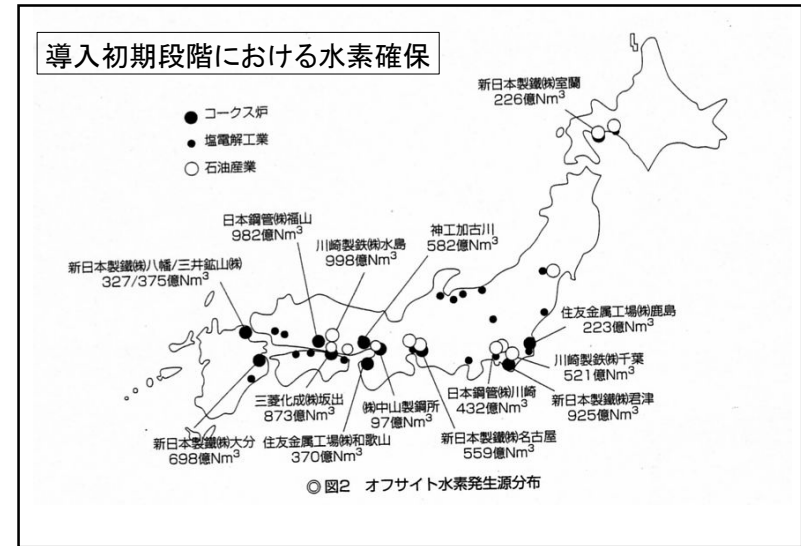 導入初期段階における水素確保
● コークス炉
● 塩電解工業
○ 石油産業
新日本製鐵㈱室蘭
226億Nm³
日本鋼管㈱福山
982億Nm³
川崎製鉄㈱水島
998億Nm³
神工加古川
582億Nm³
新日本製鐵㈱八幡/三井鉱山㈱
327/375億Nm³
住友金属工場㈱鹿島
223億Nm³
川崎製鉄㈱千葉
521億Nm³
三菱化成㈱坂出
873億Nm³
㈱中山製鋼所
97億Nm³
日本鋼管㈱川崎
432億Nm³
新日本製鐵㈱君津
925億Nm³
新日本製鐵㈱大分
698億Nm³
住友金属工場㈱和歌山
370億Nm³
新日本製鐵㈱名古屋
559億Nm³
◎図2 オフサイト水素発生源分布